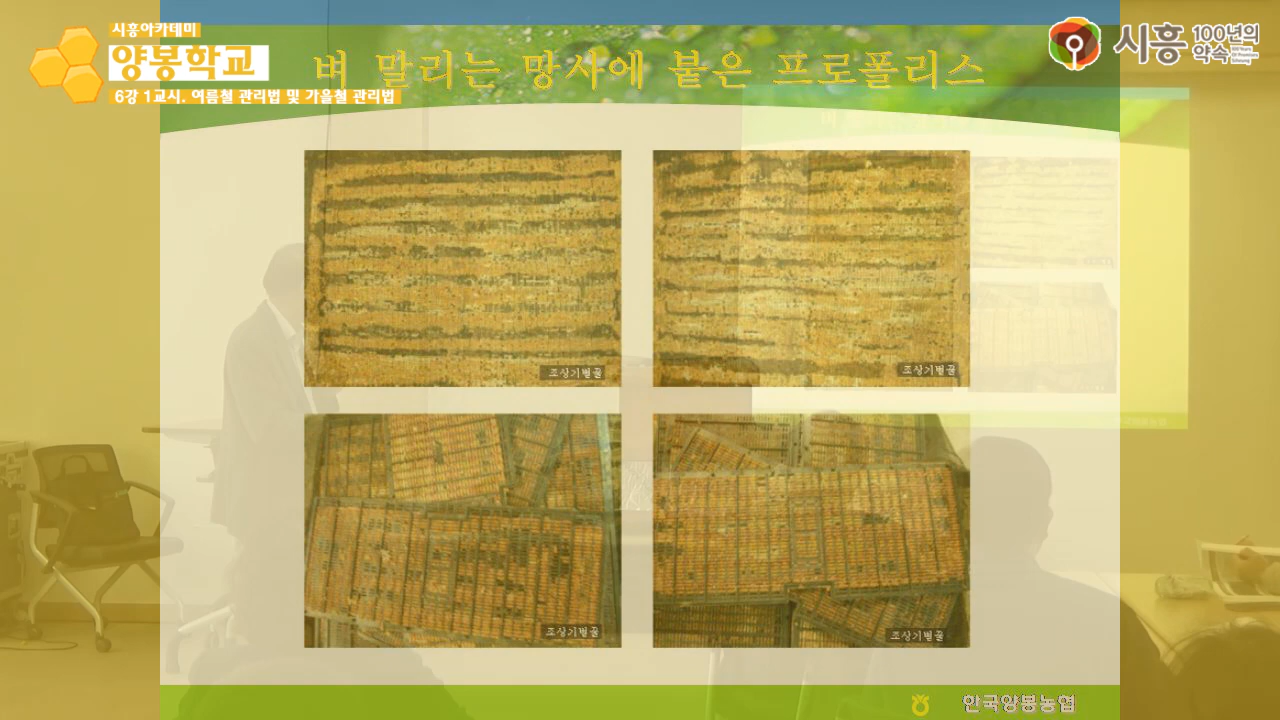 시흥아카데미
양봉학교
6강 1교시. 여름철 관리법 및 가을철 관리법
벼 말리는 망사에 붙은 프로폴리스
시흥 100년의
약속
조상기벌꿀
조상기벌꿀
조상기벌꿀
조상기벌꿀
한국양봉농협